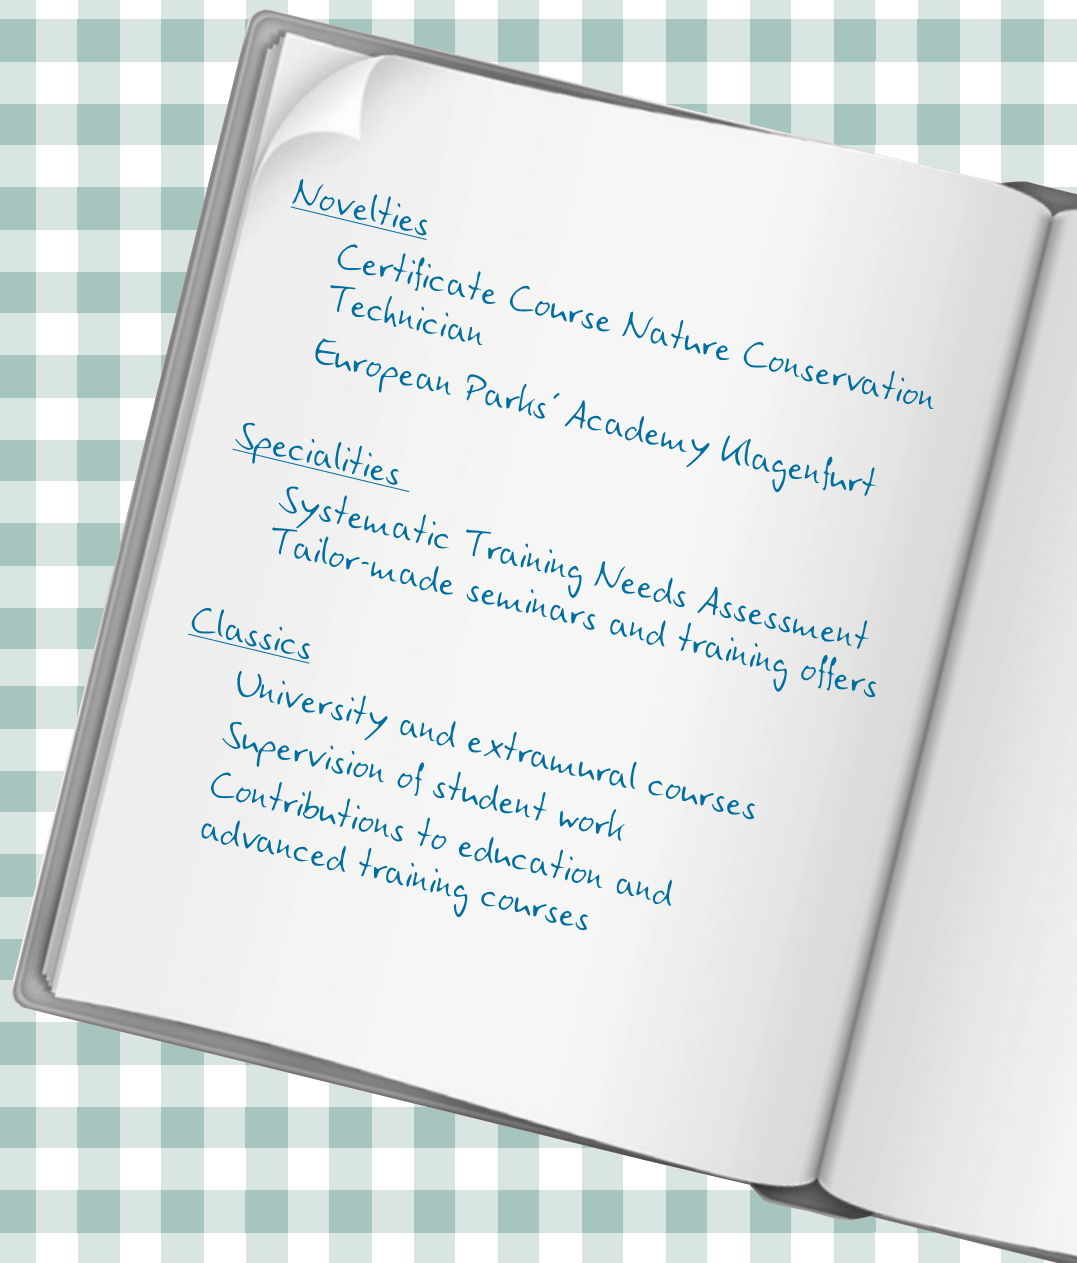 Novelties
Certificate Course Nature Conservation
Technician
European Parks´ Academy Klagenfurt
Specialities
Systematic Training Needs Assessment
Tailor-made seminars and training offers
Classics
University and extramural courses
Supervision of student work
Contributions to education and
advanced training courses